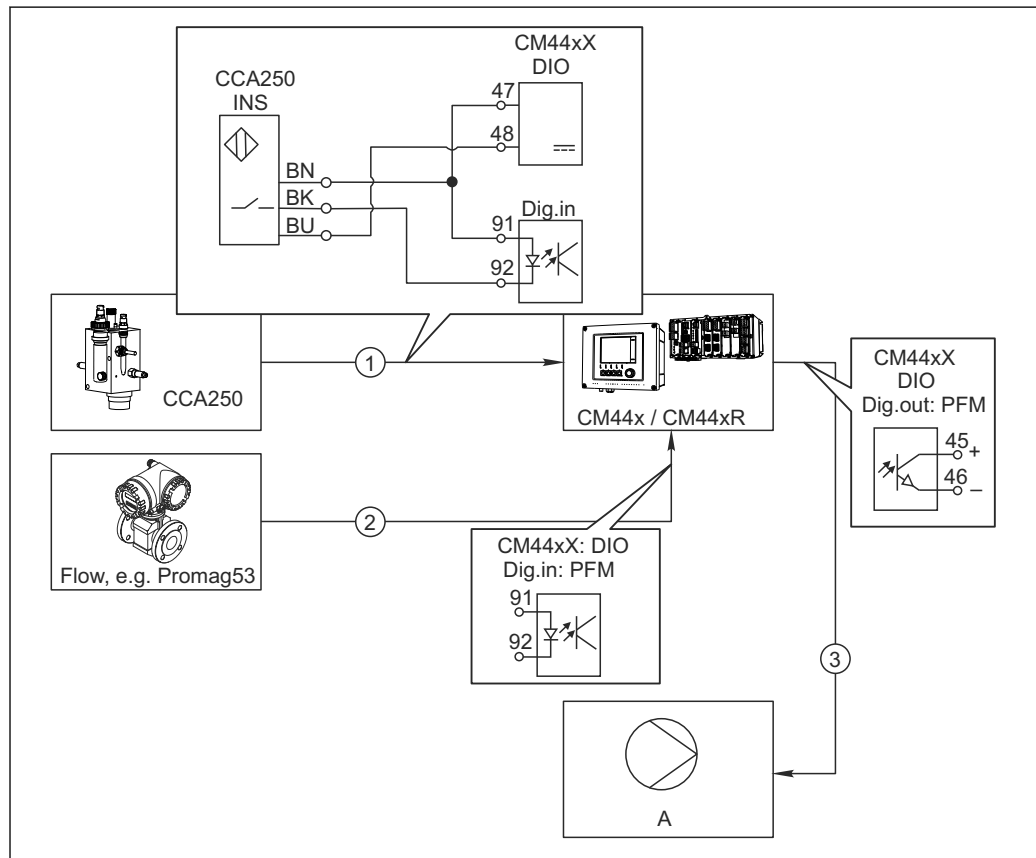 CM44xX
DIO
CCA250
INS
47
48
BN
BK
BU
Dig.in
91
92
1
CCA250
CM44x / CM44xR
CM44xX
DIO
Dig.out: PFM
45
+
46
–
2
Flow, e.g. Promag53
CM44xX: DIO
Dig.in: PFM
91
92
3
A